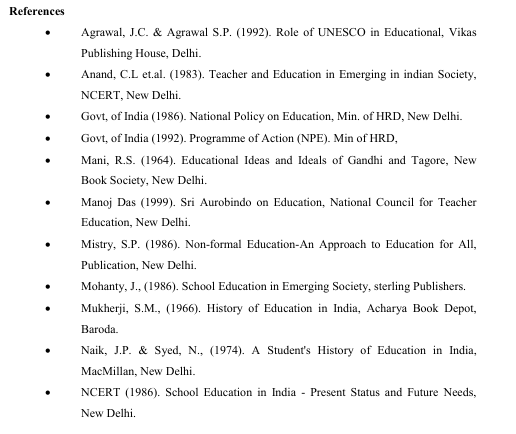 References
• Agrawal, J.C. & Agrawal S.P. (1992). Role of UNESCO in Educational, Vikas
Publishing House, Delhi.
• Anand, C.L et.al. (1983). Teacher and Education in Emerging in indian Society,
NCERT, New Delhi.
• Govt, of India (1986). National Policy on Education, Min. of HRD, New Delhi.
• Govt, of India (1992). Programme of Action (NPE). Min of HRD,
• Mani, R.S. (1964). Educational Ideas and Ideals of Gandhi and Tagore, New
Book Society, New Delhi.
• Manoj Das (1999). Sri Aurobindo on Education, National Council for Teacher
Education, New Delhi.
• Mistry, S.P. (1986). Non-formal Education-An Approach to Education for All,
Publication, New Delhi.
• Mohanty, J., (1986). School Education in Emerging Society, sterling Publishers.
• Mukherji, S.M., (1966). History of Education in India, Acharya Book Depot,
Baroda.
• Naik, J.P. & Syed, N., (1974). A Student's History of Education in India,
MacMillan, New Delhi.
• NCERT (1986). School Education in India - Present Status and Future Needs,
New Delhi.